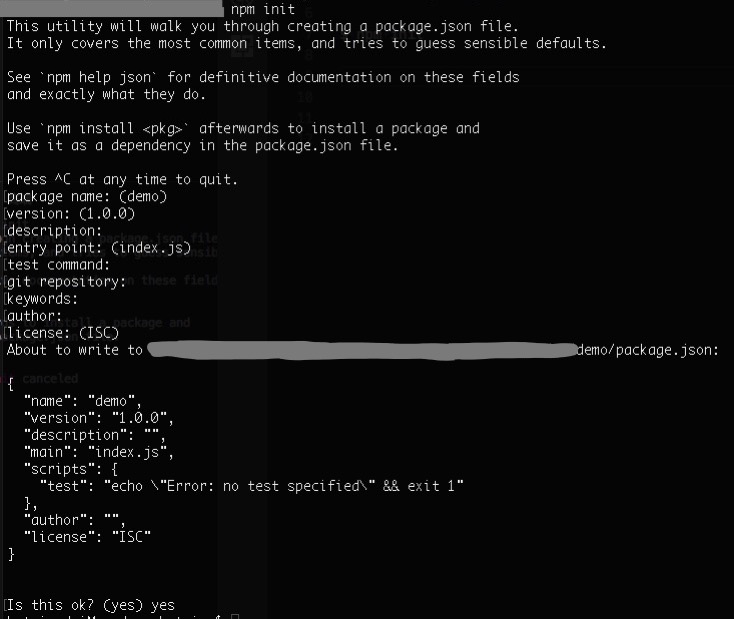 npm init
This utility will walk you through creating a package.json file.
It only covers the most common items, and tries to guess sensible defaults.
See `npm help json` for definitive documentation on these fields
and exactly what they do.
Use `npm install <pkg>` afterwards to install a package and
save it as a dependency in the package.json file.
Press ^C at any time to quit.
[package name: (demo)
[version: (1.0.0)
[description:
[entry point: (index.js)
[test command:
[git repository:
[keywords:
[author:
[license: (ISC)
About to write to demo/package.json:
canceled
{
  "name": "demo",
  "version": "1.0.0",
  "description": "",
  "main": "index.js",
  "scripts": {
    "test": "echo \"Error: no test specified\" && exit 1"
  },
  "author": "",
  "license": "ISC"
}
[Is this ok? (yes) yes